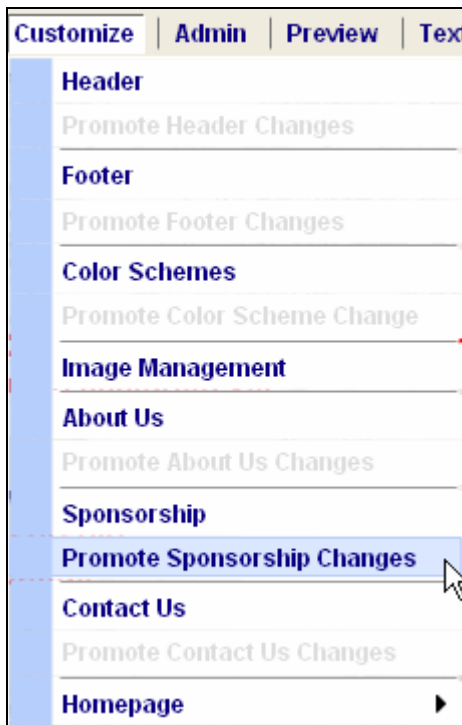 Customize | Admin | Preview | Text
Header
Promote Header Changes
Footer
Promote Footer Changes
Color Schemes
Promote Color Scheme Change
Image Management
About Us
Promote About Us Changes
Sponsorship
Promote Sponsorship Changes
Contact Us
Promote Contact Us Changes
Homepage